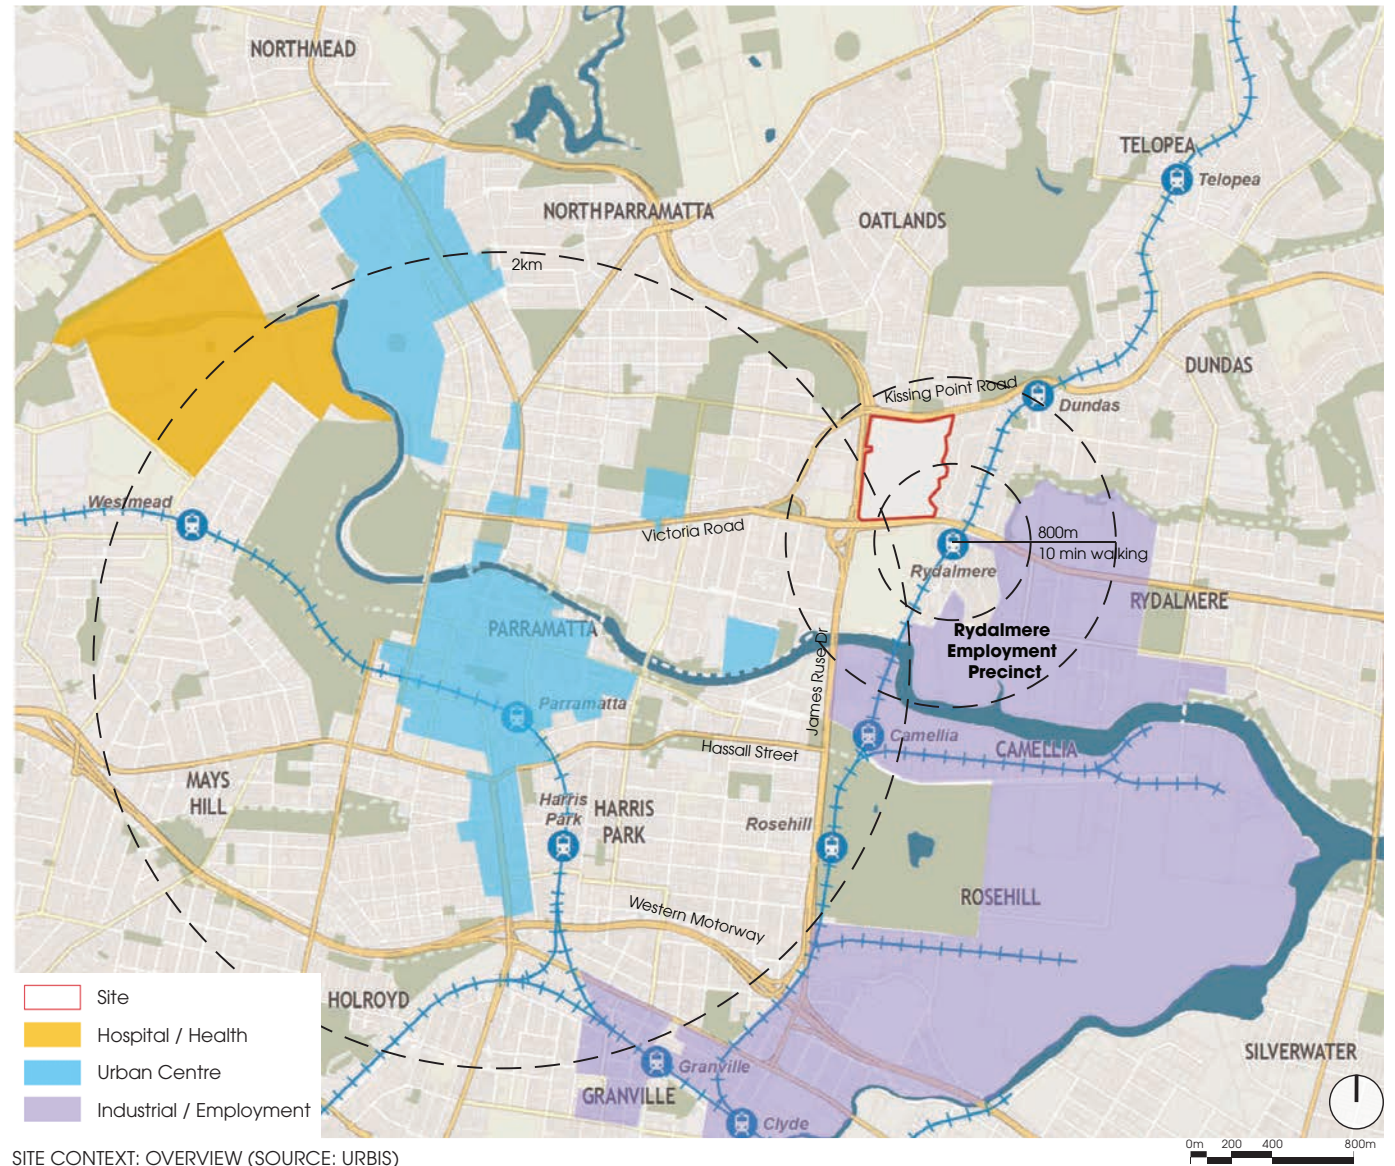 NORTHMEAD
TELOPEA
Telopea
NORTH PARRAMATTA
OATLANDS
2km
DUNDAS
Kissing Point Road
Dundas
Westmead
Victoria Road
800m
10 min walking
Rydalmere
RYDALMERE
PARRAMATTA
Rydalmere
Employment
Precinct
James Ruse Dr
Parramatta
Camellia
CAMELLIA
Hassall Street
MAYS
HILL
Harris
Park
HARRIS
PARK
Rosehill
ROSEHILL
Western Motorway
HOLROYD
Site
Hospital / Health
Urban Centre
Industrial / Employment
Granville
GRANVILLE
Clyde
SILVERWATER
0m 200 400 800m
SITE CONTEXT: OVERVIEW (SOURCE: URBIS)